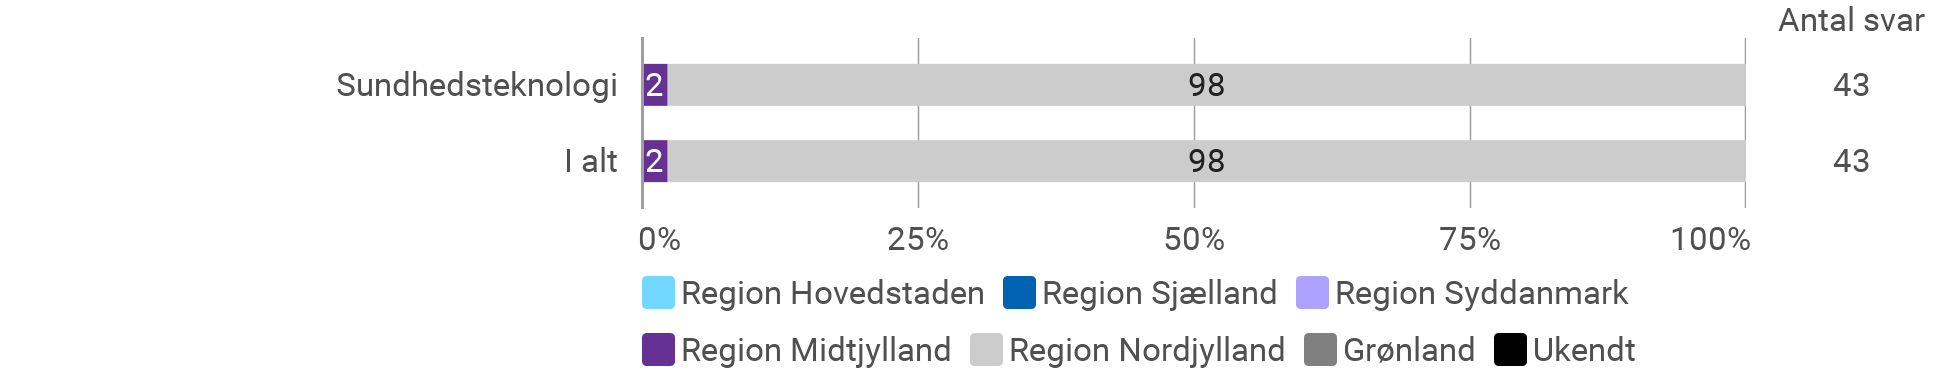 Antal svar
Sundhedsteknologi 2 98 43
I alt 2 98 43
0% 25% 50% 75% 100%
Region Hovedstaden Region Sjælland Region Syddanmark
Region Midtjylland Region Nordjylland Grønland Ukendt